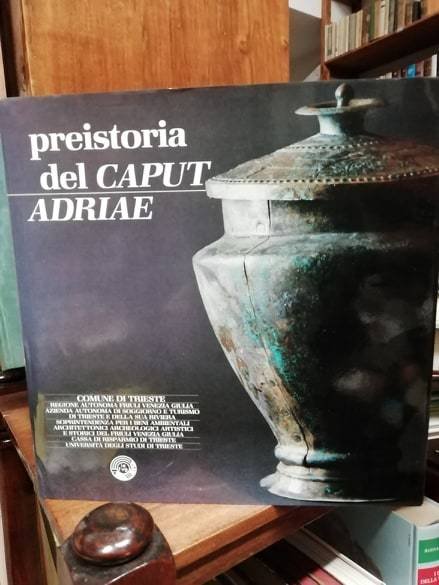 preistoria
del CAPUT
ADRIAE
COMUNE DI TRIESTE
REGIONE AUTONOMA FRIULI VENEZIA GIULIA
AZIENDA AUTONOMA DI SOGGIORNO E TURISMO
DI TRIESTE E DELLA SUA RIVIERA
SOPRINTENDENZA PER I BENI AMBIENTALI
ARCHITETTONICI ARCHEOLOGICI ARTISTICI
E STORICI DEL FRIULI VENEZIA GIULIA
CASSA DI RISPARMIO DI TRIESTE
UNIVERSITÀ DEGLI STUDI DI TRIESTE